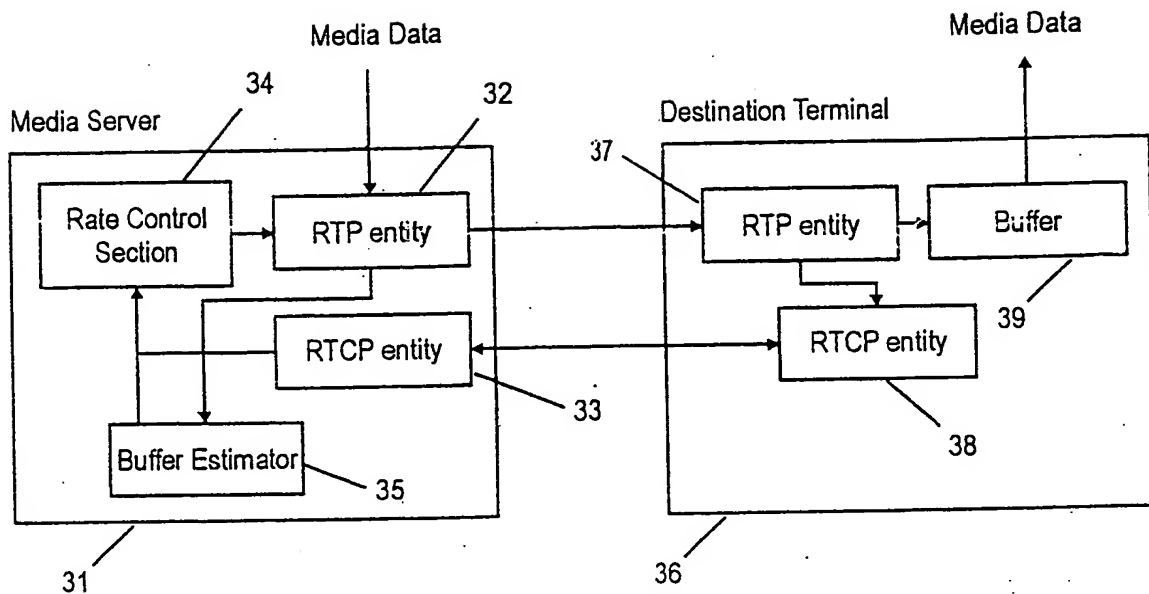 Media Data
Media Data
34
32
Media Server
Destination Terminal
37
Rate Control
Section
RTP entity
RTP entity
Buffer
39
RTCP entity
RTCP entity
33
38
Buffer Estimator
35
31
36